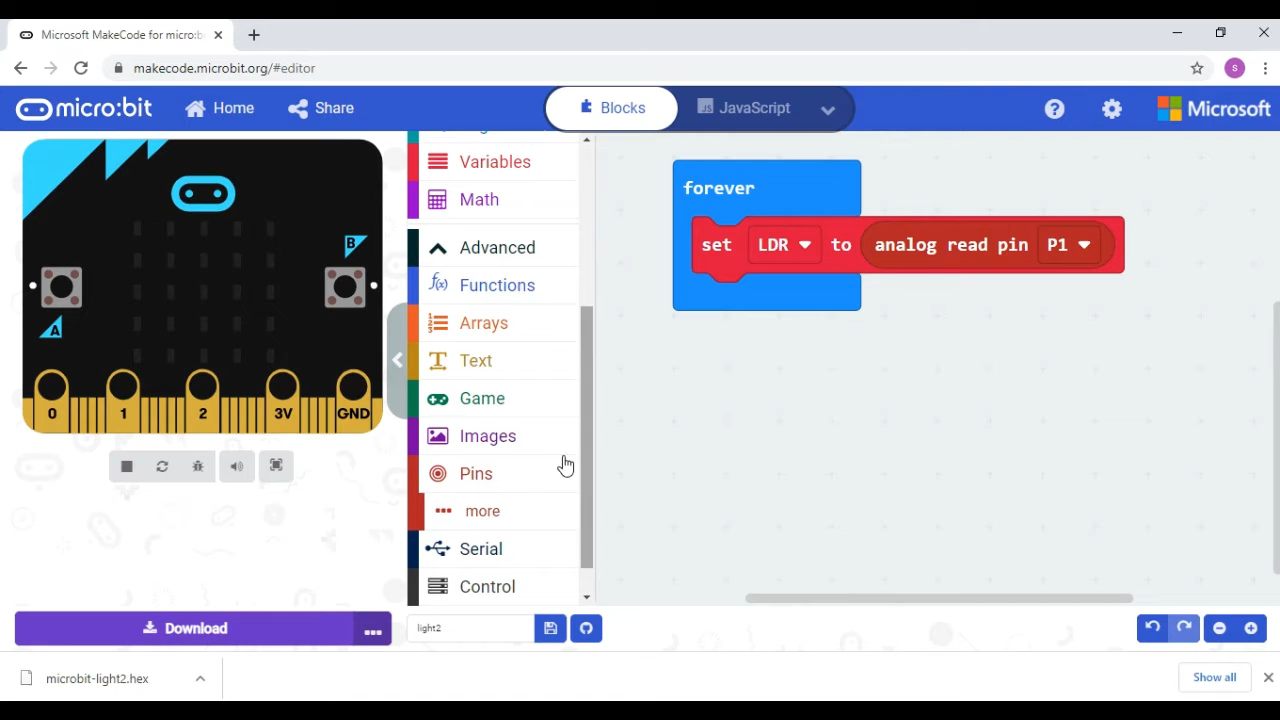 Microsoft MakeCode for micro:b
makecode.microbit.org/#editor
S
micro:bit
Home
Share
Blocks
JS
JavaScript
Microsoft
B
A
0 1 2 3V GND
Variables
Math
Advanced
f(x) Functions
Arrays
Text
Game
Images
Pins
more
Serial
Control
forever
set LDR to analog read pin P1
Download
light2
microbit-light2.hex
Show all